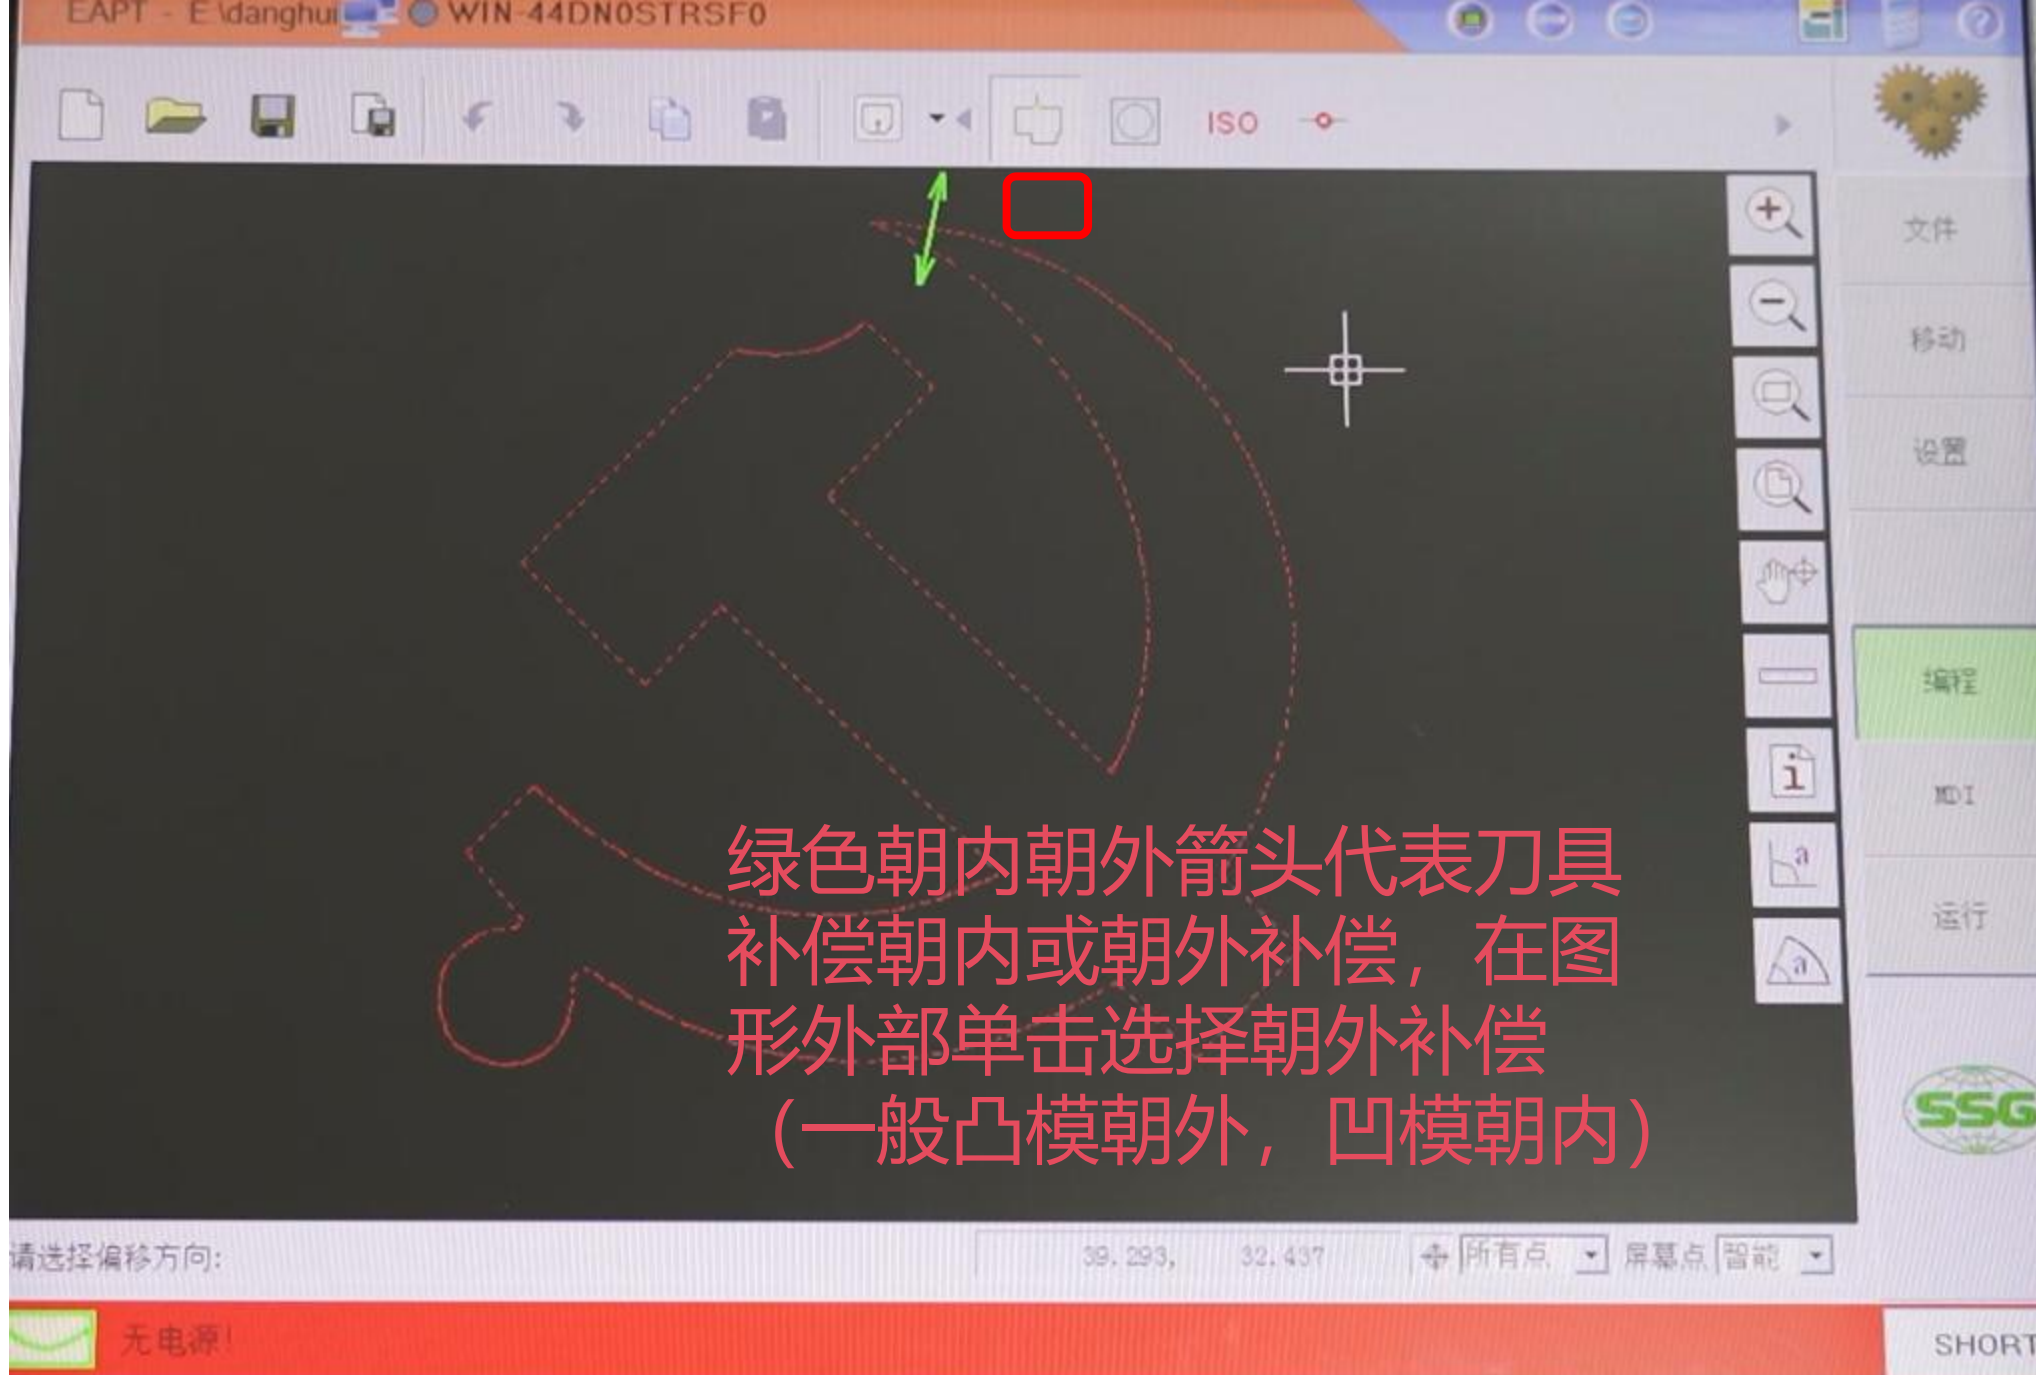 EAPT - E:\danghui
WIN-44DN0STRSF0
ISO
文件
移动
设置
编程
MDI
运行
i
a
a
绿色朝内朝外箭头代表刀具
补偿朝内或朝外补偿，在图
形外部单击选择朝外补偿
（一般凸模朝外，凹模朝内）
SSG
请选择偏移方向:
39.293, 32.437
所有点
屏幕点
智能
无电源!
SHORT